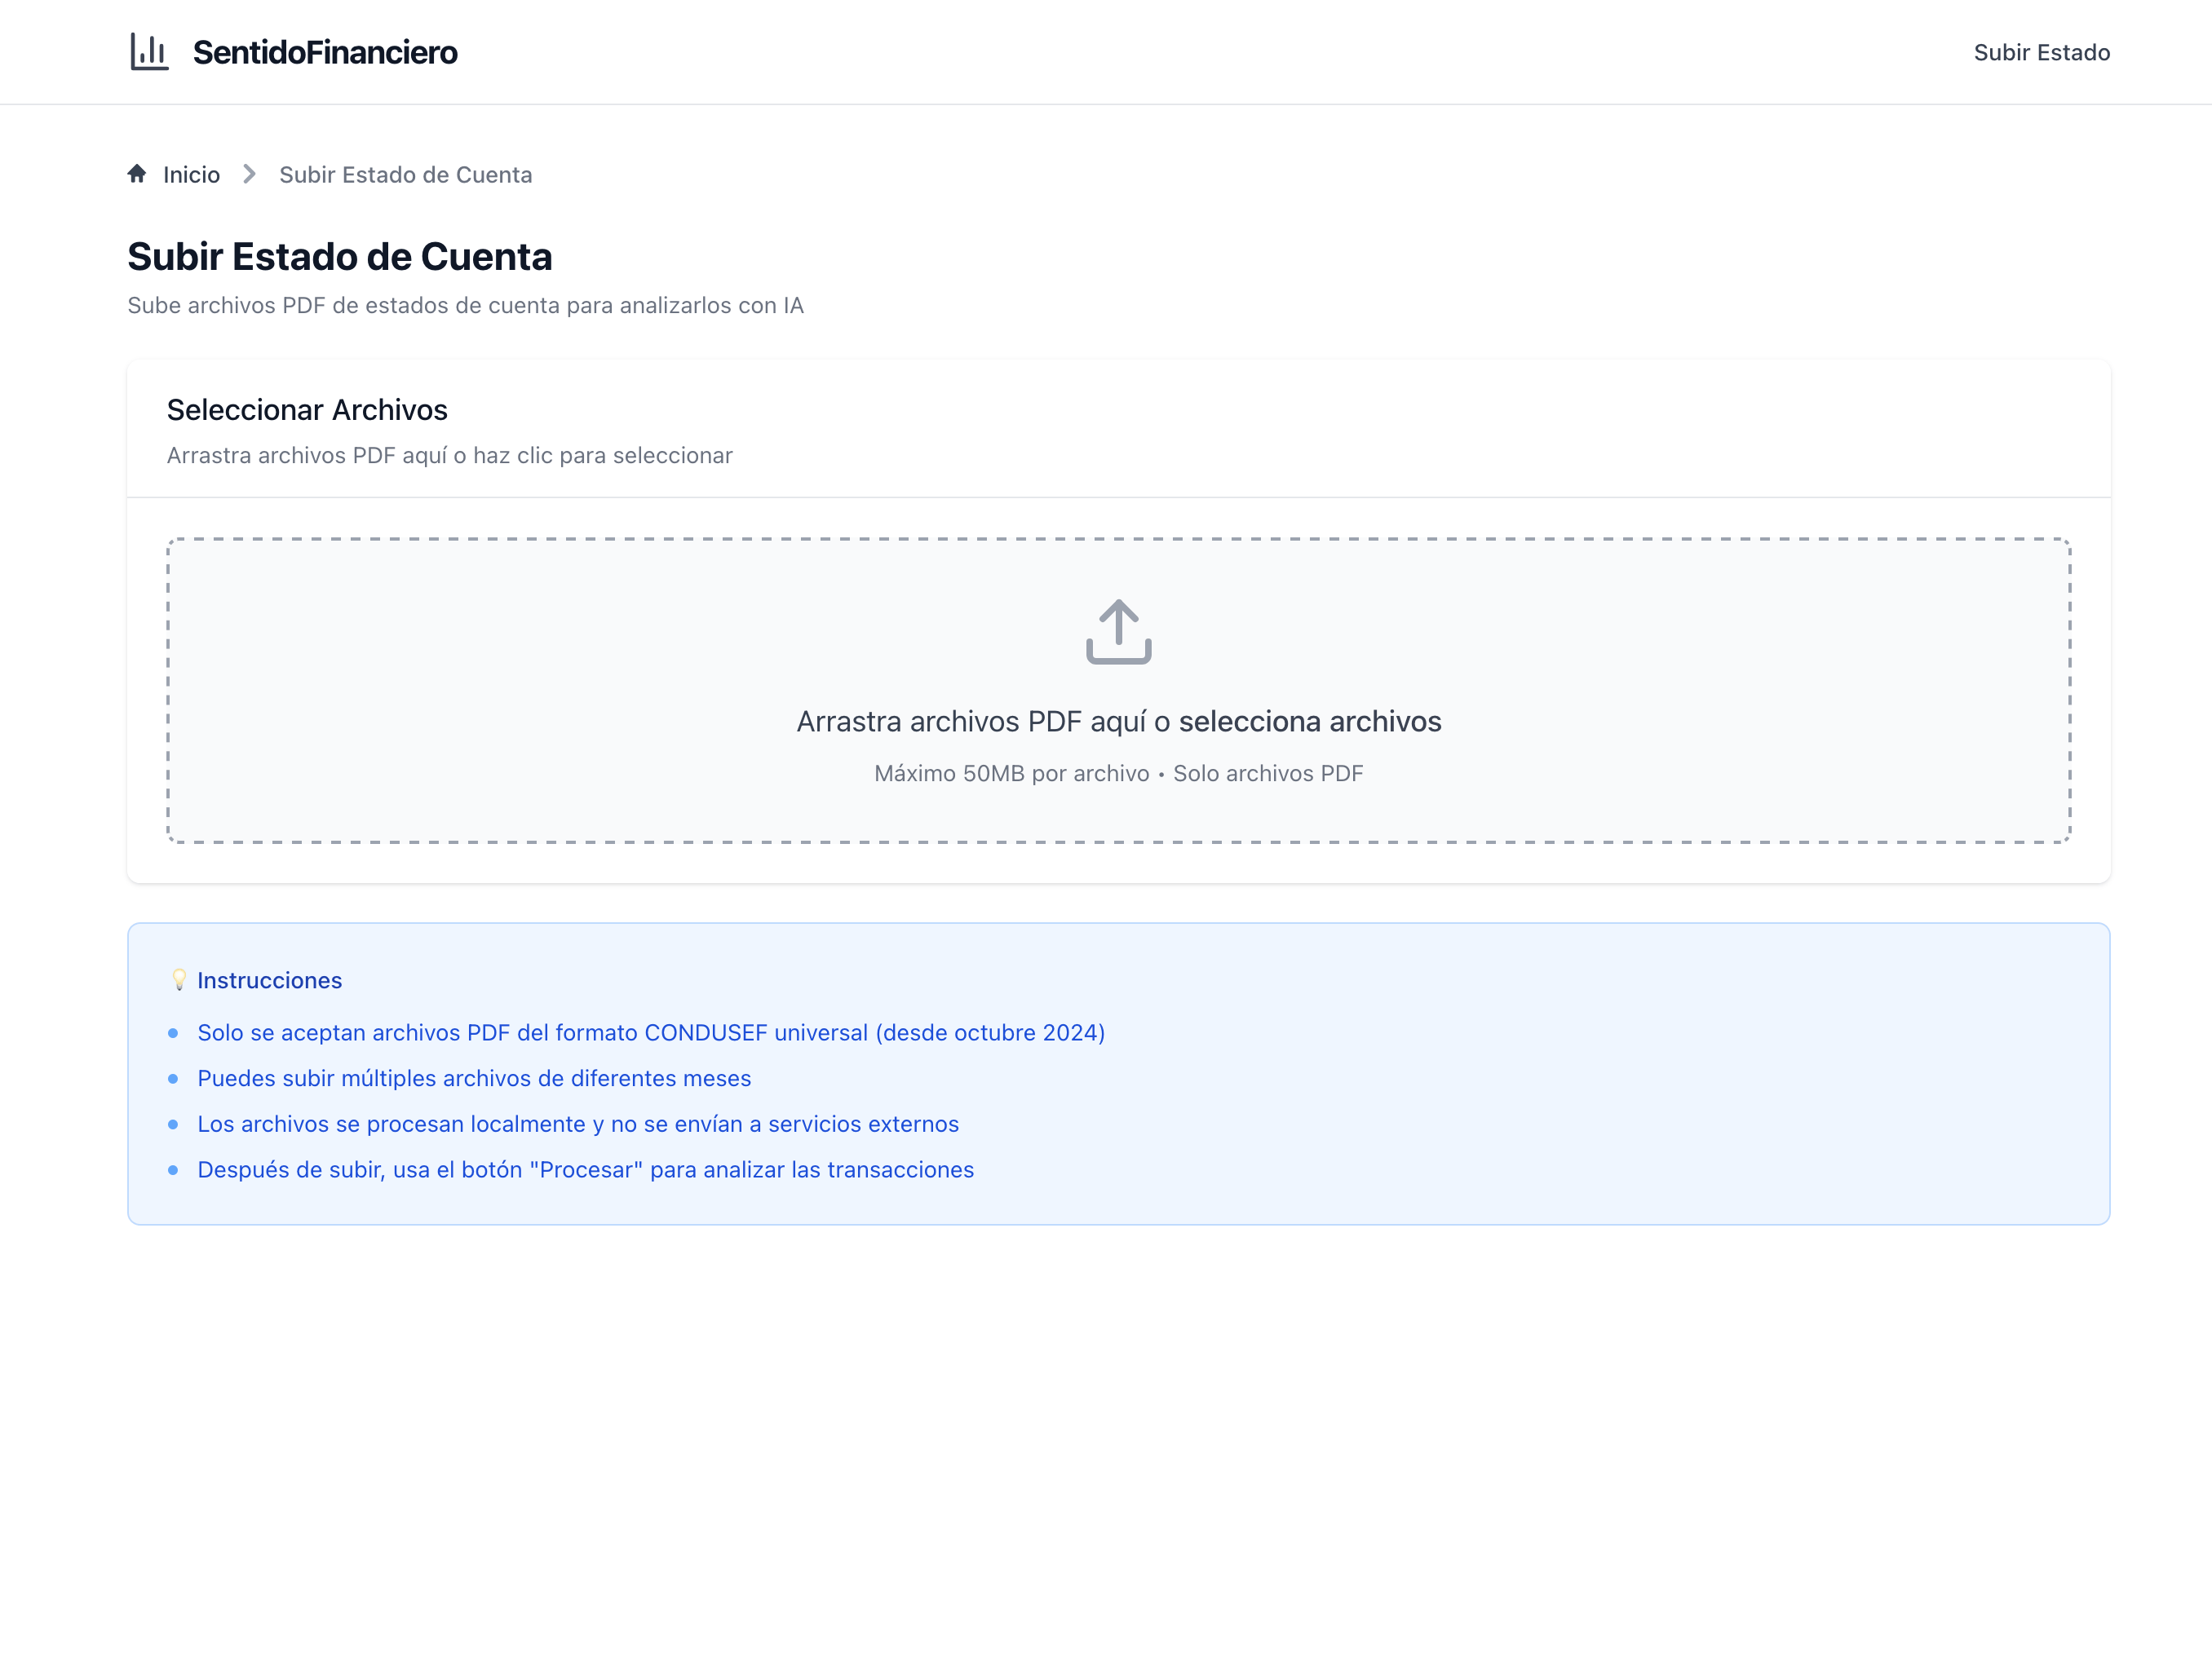 SentidoFinanciero
Subir Estado
Inicio
Subir Estado de Cuenta
Subir Estado de Cuenta
Sube archivos PDF de estados de cuenta para analizarlos con IA
Seleccionar Archivos
Arrastra archivos PDF aquí o haz clic para seleccionar
Arrastra archivos PDF aquí o selecciona archivos
Máximo 50MB por archivo • Solo archivos PDF
💡 Instrucciones
Solo se aceptan archivos PDF del formato CONDUSEF universal (desde octubre 2024)
Puedes subir múltiples archivos de diferentes meses
Los archivos se procesan localmente y no se envían a servicios externos
Después de subir, usa el botón "Procesar" para analizar las transacciones